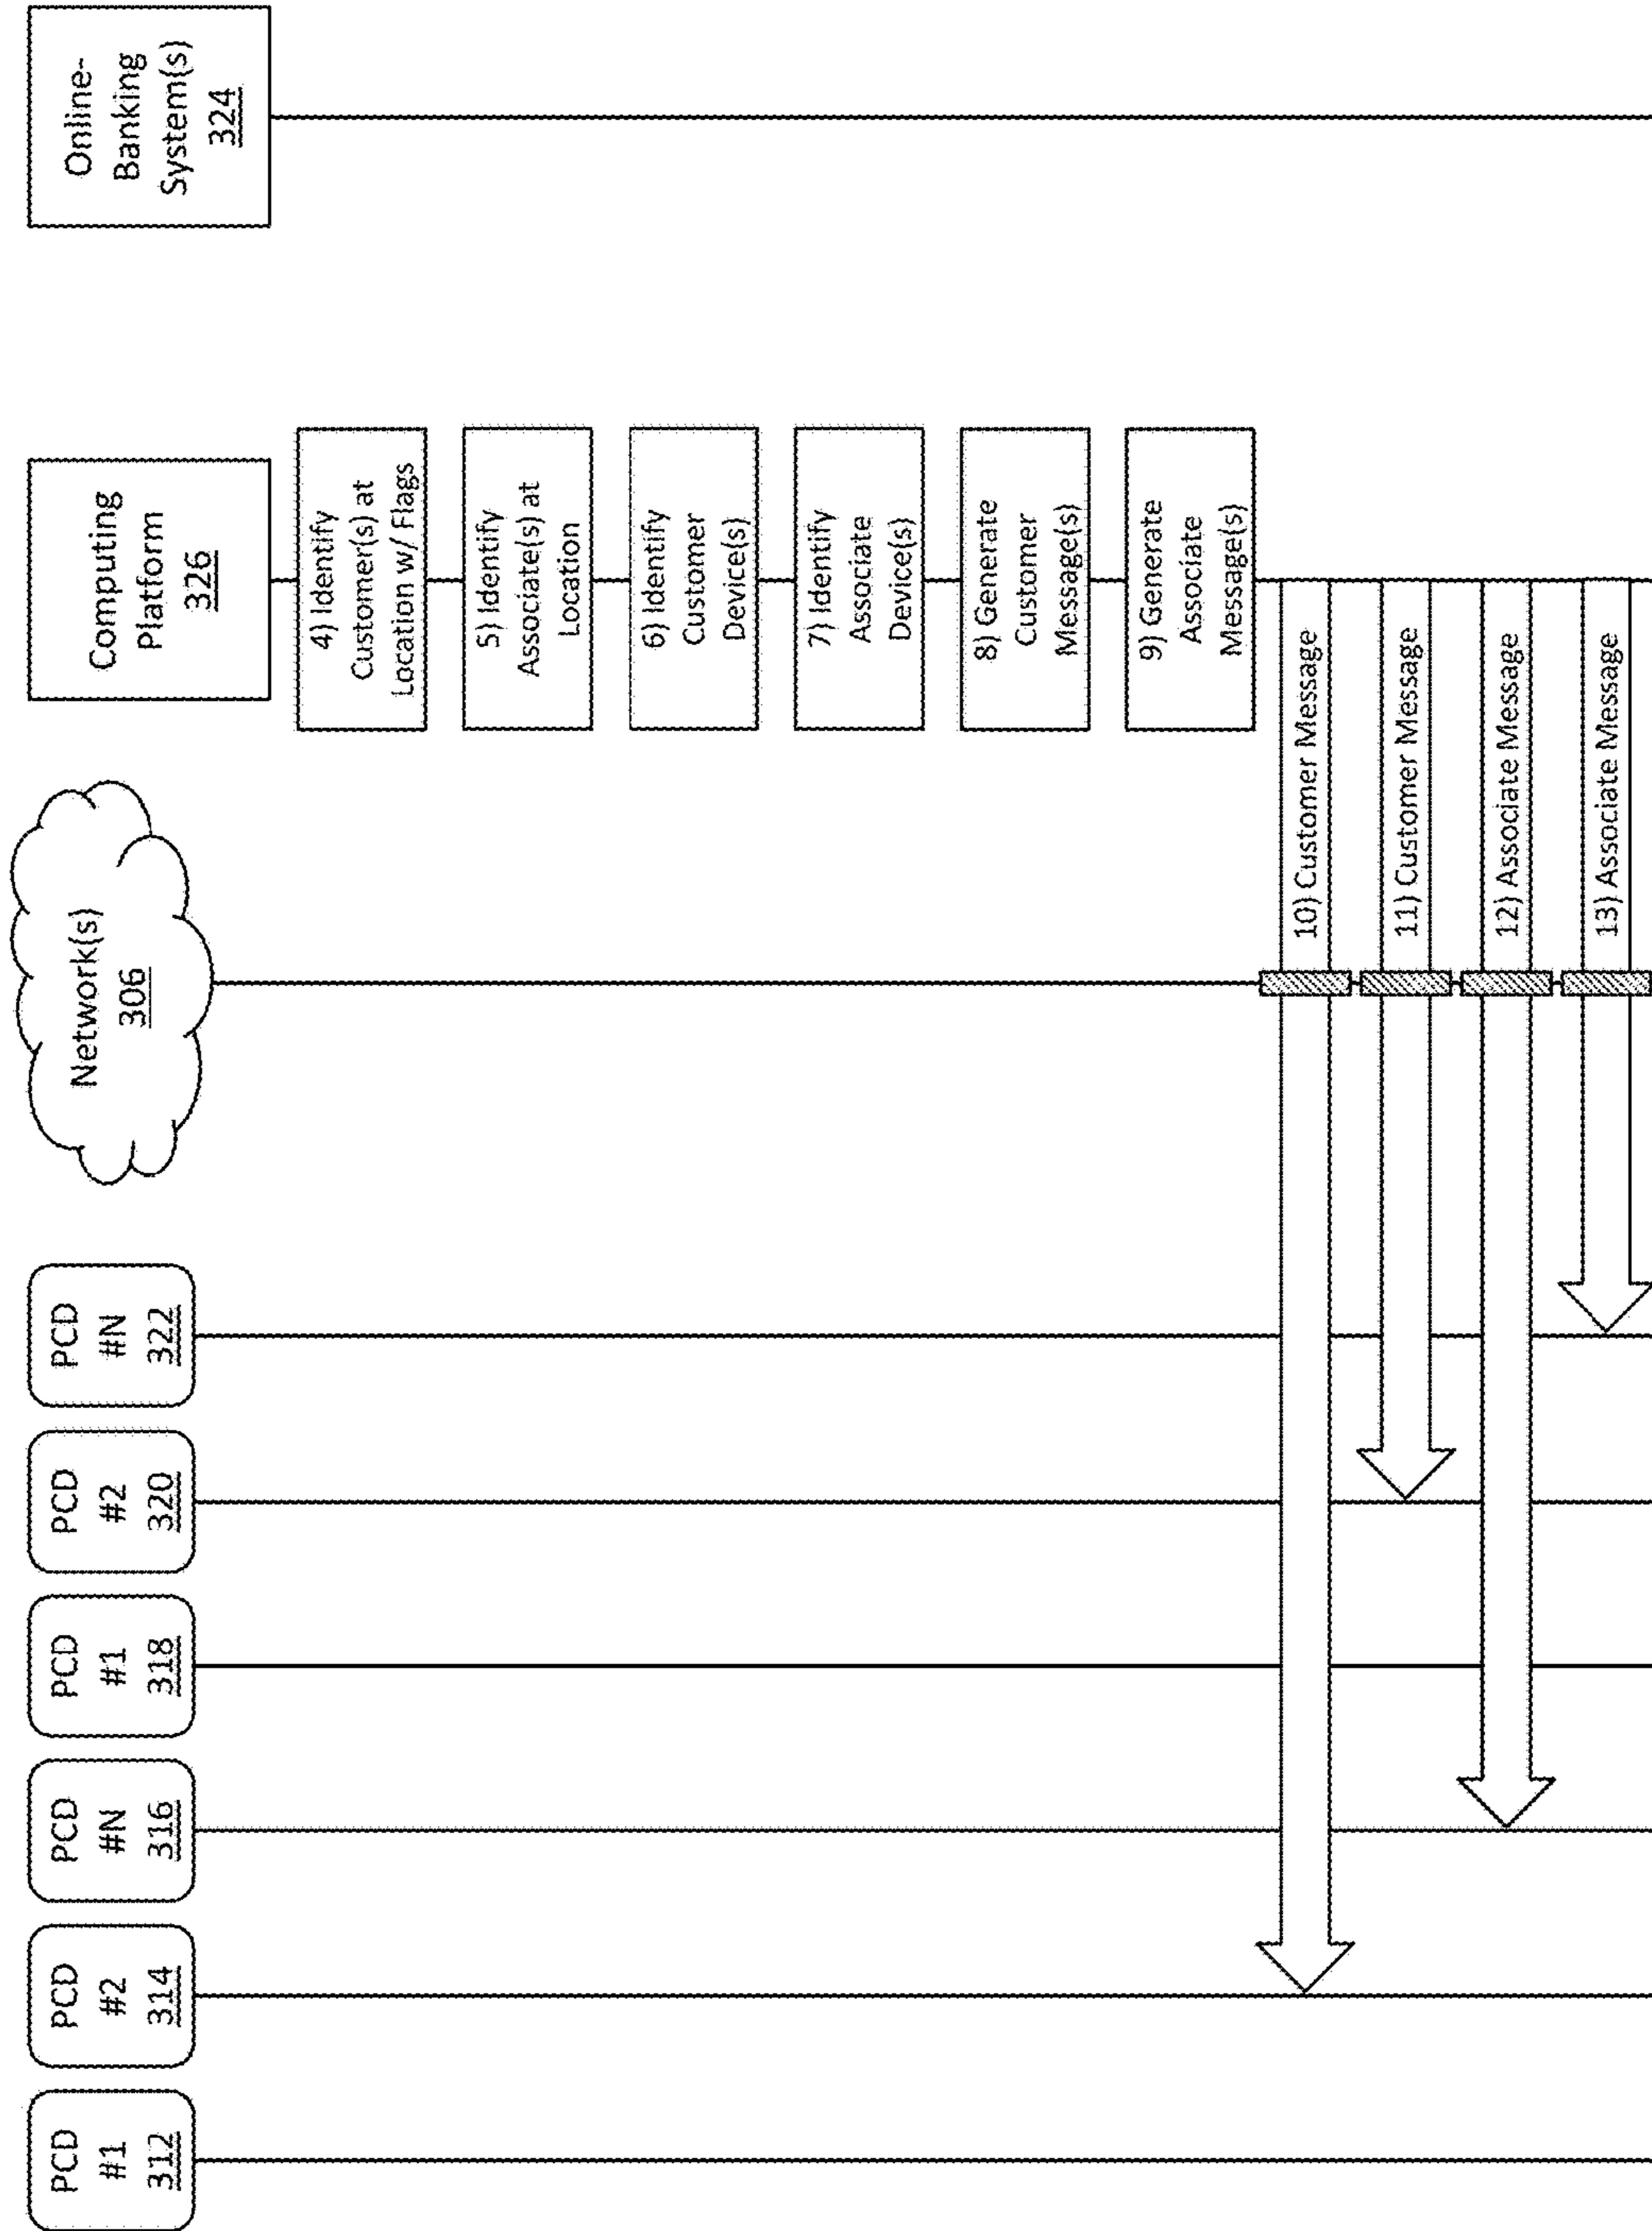 PCD
#1
312
PCD
#2
314
PCD
#N
316
PCD
#1
318
PCD
#2
320
PCD
#N
322
Network(s)
306
Computing
Platform
326
Online-
Banking
System(s)
324
4) Identify
Customer(s) at
Location w/ Flags
5) Identify
Associate(s) at
Location
6) Identify
Customer
Device(s)
7) Identify
Associate
Device(s)
8) Generate
Customer
Message(s)
9) Generate
Associate
Message(s)
10) Customer Message
11) Customer Message
12) Associate Message
13) Associate Message